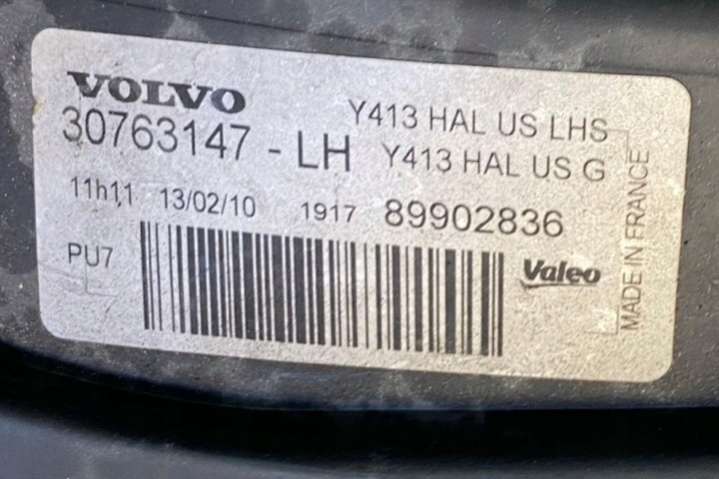 VOLVO
30763147 - LH
Y413 HAL US LHS
Y413 HAL US G
11h11 13/02/10 1917 89902836
PU7
Valeo
MADE IN FRANCE